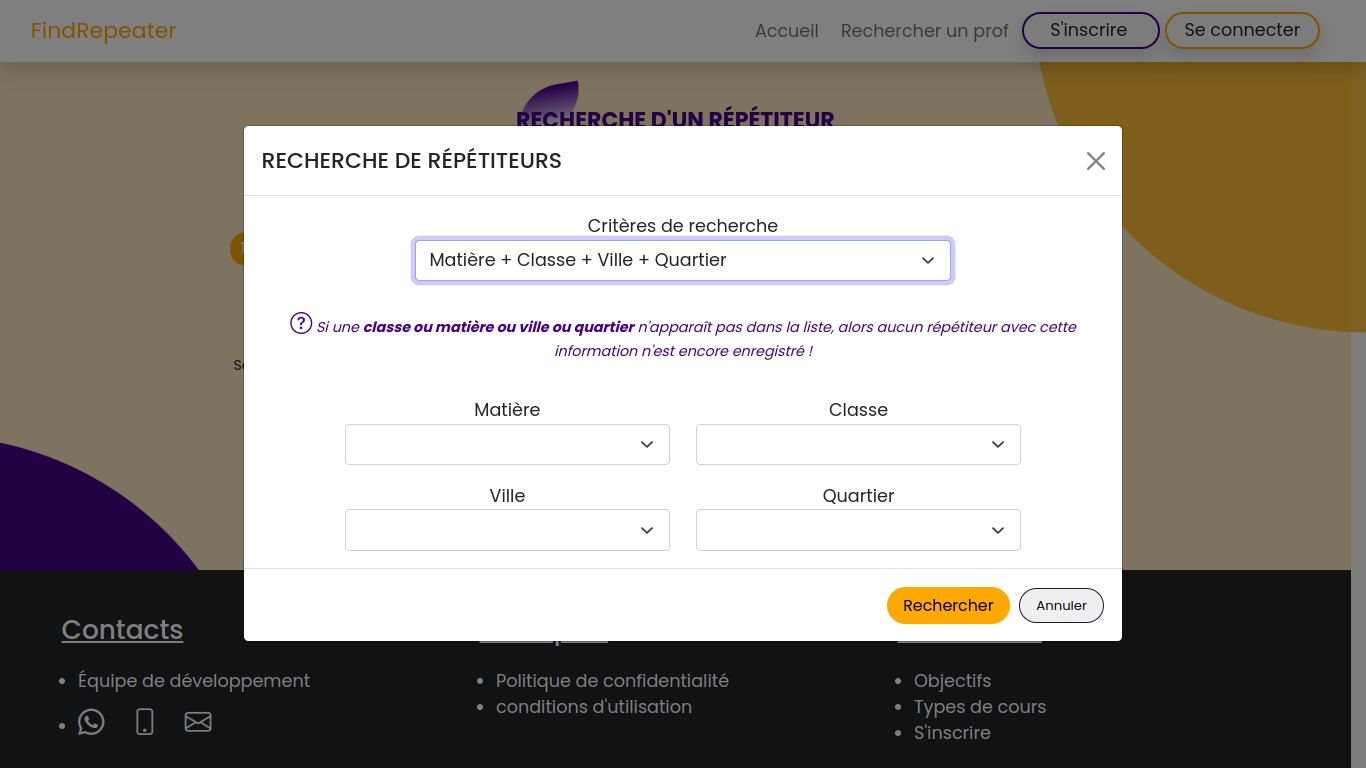 FindRepeater
Accueil
Rechercher un prof
S'inscrire
Se connecter
RECHERCHE D'UN RÉPÉTITEUR
RECHERCHE DE RÉPÉTITEURS
Critères de recherche
Matière + Classe + Ville + Quartier
Si une classe ou matière ou ville ou quartier n'apparaît pas dans la liste, alors aucun répétiteur avec cette
information n'est encore enregistré !
Matière
Classe
Ville
Quartier
Rechercher
Annuler
Contacts
Équipe de développement
Politique de confidentialité
conditions d'utilisation
Objectifs
Types de cours
S'inscrire